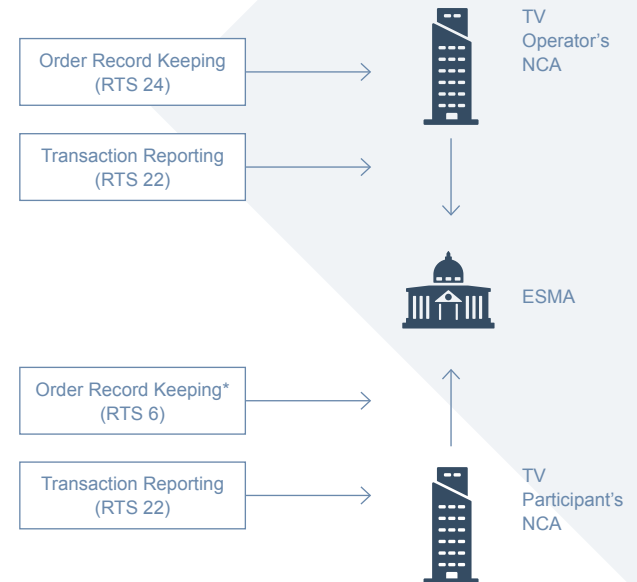 TV
Operator's
NCA
Order Record Keeping
(RTS 24)
Transaction Reporting
(RTS 22)
ESMA
Order Record Keeping*
(RTS 6)
Transaction Reporting
(RTS 22)
TV
Participant's
NCA